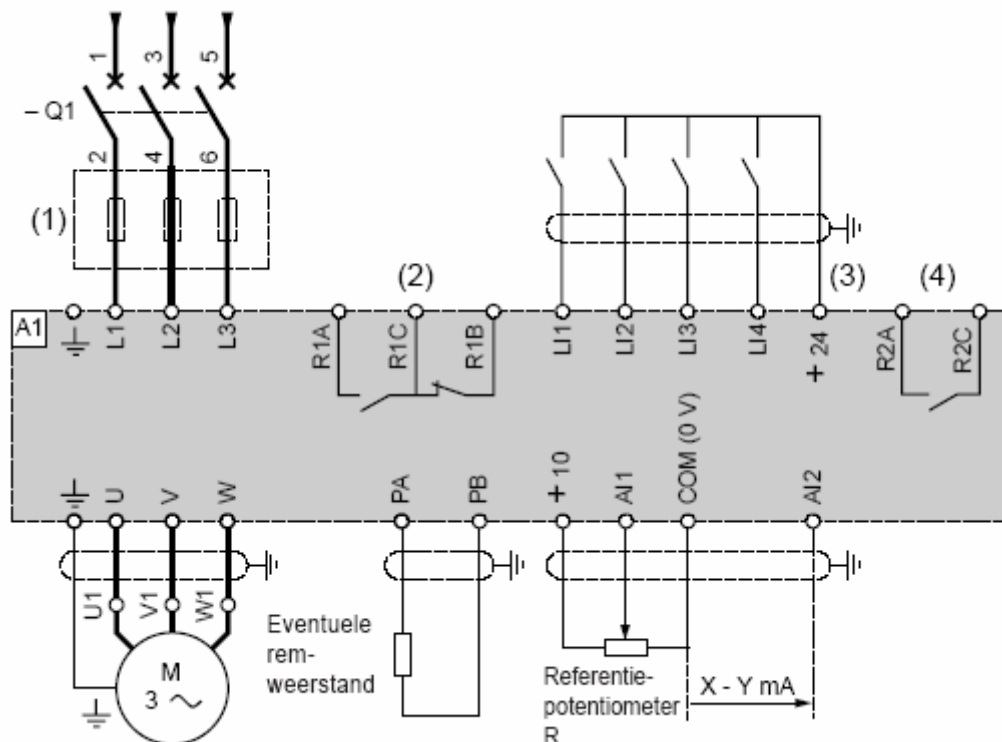 1 3 5
– Q1
2 4 6
(1)
(2) (3) (4)
A1
L1 L2 L3 R1A R1C R1B LI1 LI2 LI3 LI4 + 24 R2A R2C
U V W PA PB + 10 AI1 COM (0 V) AI2
U1 V1 W1
M
3 ~
Eventuele
rem-
weerstand
Referentie-
potentiometer
R
X - Y mA